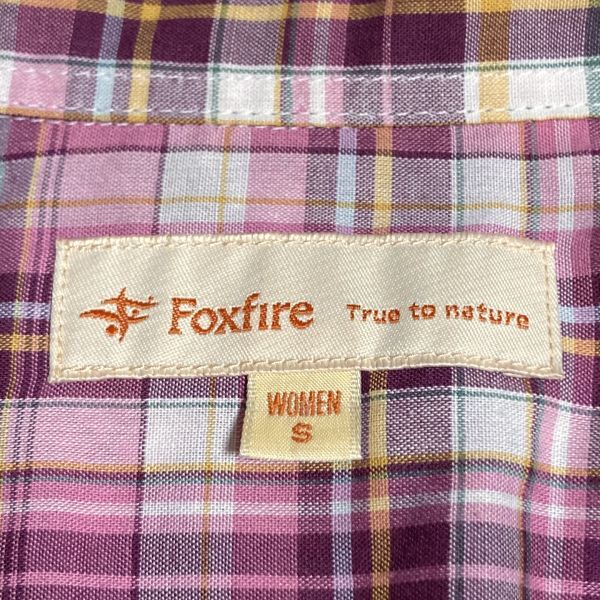 Foxfire True to nature
WOMEN
S